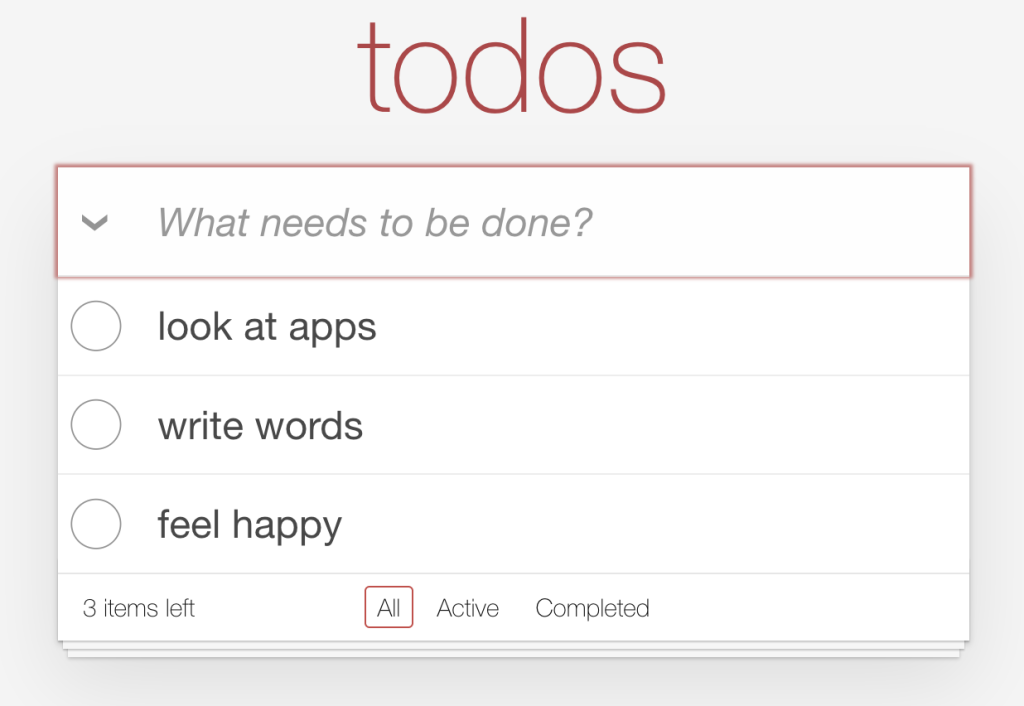 todos
What needs to be done?
look at apps
write words
feel happy
3 items left All Active Completed